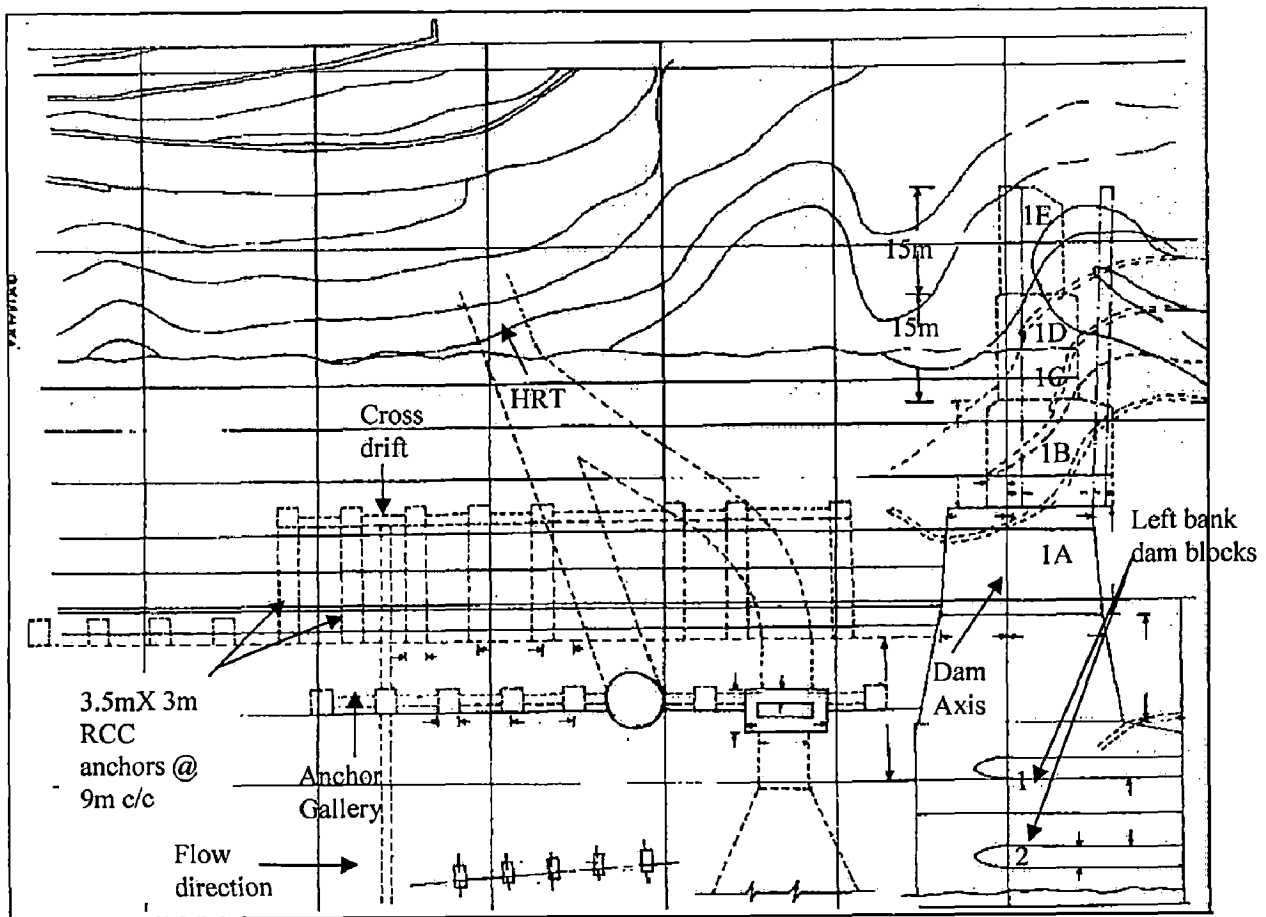 1E
15m
15m
1D
1C
HRT
Cross
drift
1B
Left bank
dam blocks
1A
Dam
Axis
3.5mX 3m
RCC
anchors @
9m c/c
Anchor
Gallery
1
Flow
direction
2